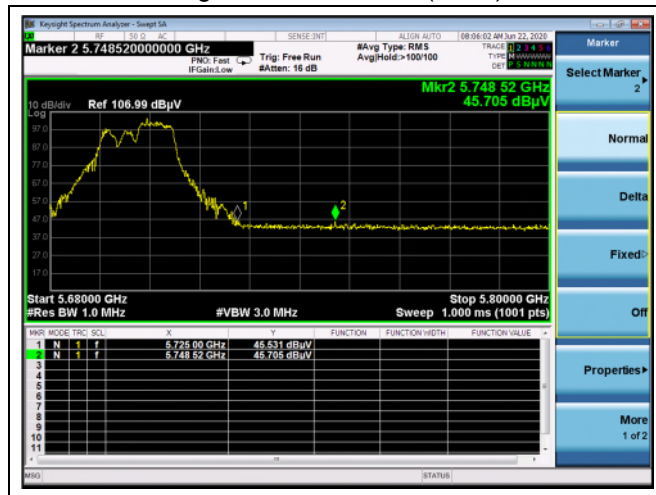 Keysight Spectrum Analyzer - Swept SA
RF 50 Ω AC SENSE:INT ALIGN AUTO 08:06:02 AM Jun 22, 2020
Marker 2 5.748520000000 GHz
PNO: Fast
IFGain:Low
Trig: Free Run
#Atten: 16 dB
#Avg Type: RMS
Avg|Hold:>100/100
TRACE 1 2 3 4 5 6
TYPE
DET P S N N N N
Mkr2 5.748 52 GHz
45.705 dBµV
10 dB/div Ref 106.99 dBµV
Log
97.0
87.0
77.0
67.0
57.0
47.0
37.0
27.0
17.0
1
2
Start 5.68000 GHz Stop 5.80000 GHz
#Res BW 1.0 MHz #VBW 3.0 MHz Sweep 1.000 ms (1001 pts)
MKR MODE TRC SCL X Y FUNCTION FUNCTION WIDTH FUNCTION VALUE
1 N 1 f 5.725 00 GHz 45.531 dBµV
2 N 1 f 5.748 52 GHz 45.705 dBµV
3
4
5
6
7
8
9
10
11
MSG STATUS
Marker
Select Marker
2
Normal
Delta
Fixed
Off
Properties
More
1 of 2